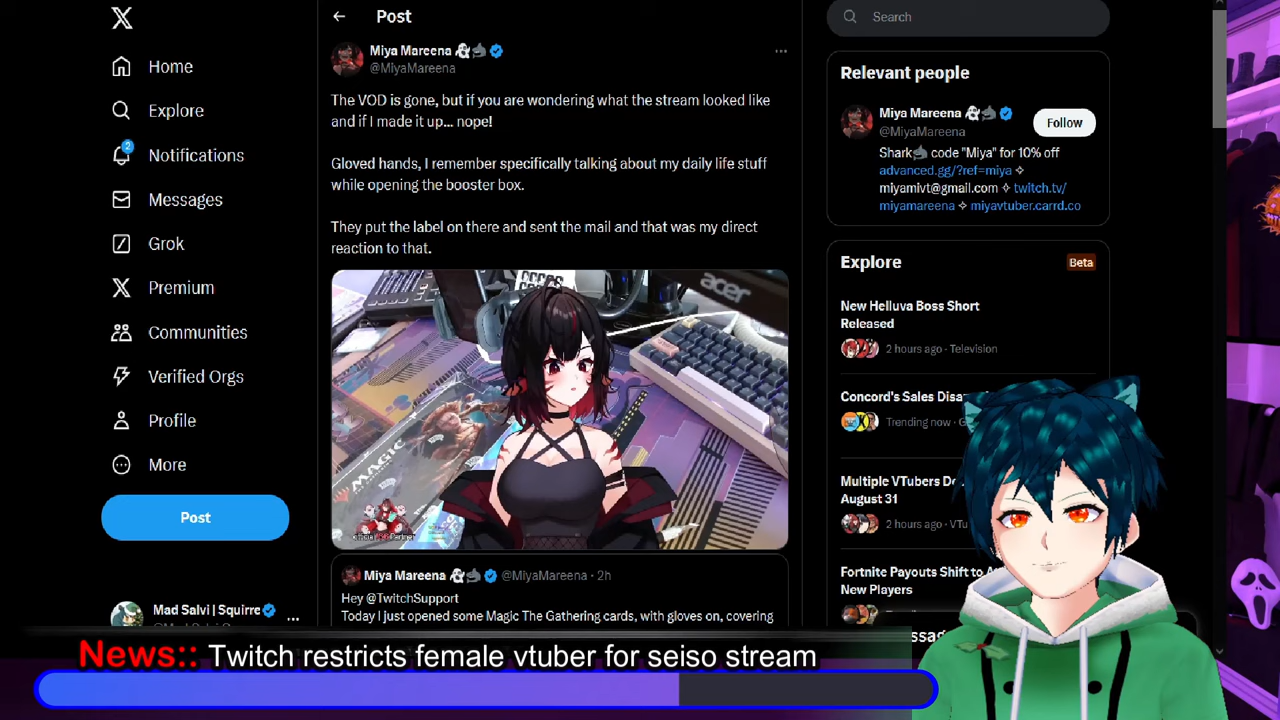 Post
Search
Home
Explore
2
Notifications
Messages
Grok
Premium
Communities
Verified Orgs
Profile
More
Post
Mad Salvi | Squirre
Miya Mareena
@MiyaMareena
The VOD is gone, but if you are wondering what the stream looked like
and if I made it up... nope!
Gloved hands, I remember specifically talking about my daily life stuff
while opening the booster box.
They put the label on there and sent the mail and that was my direct
reaction to that.
acer
MAGIC
Miya Mareena @MiyaMareena · 2h
Hey @TwitchSupport
Today I just opened some Magic The Gathering cards, with gloves on, covering
Relevant people
Miya Mareena
@MiyaMareena
Follow
Shark code "Miya" for 10% off
advanced.gg/?ref=miya
miyamivt@gmail.com twitch.tv/
miyamareena miyavtuber.carrd.co
Explore
Beta
New Helluva Boss Short
Released
2 hours ago · Television
Concord's Sales
Trending now
Multiple VTubers
August 31
2 hours ago
Fortnite Payouts Shift to
New Players
News:: Twitch restricts female vtuber for seiso stream